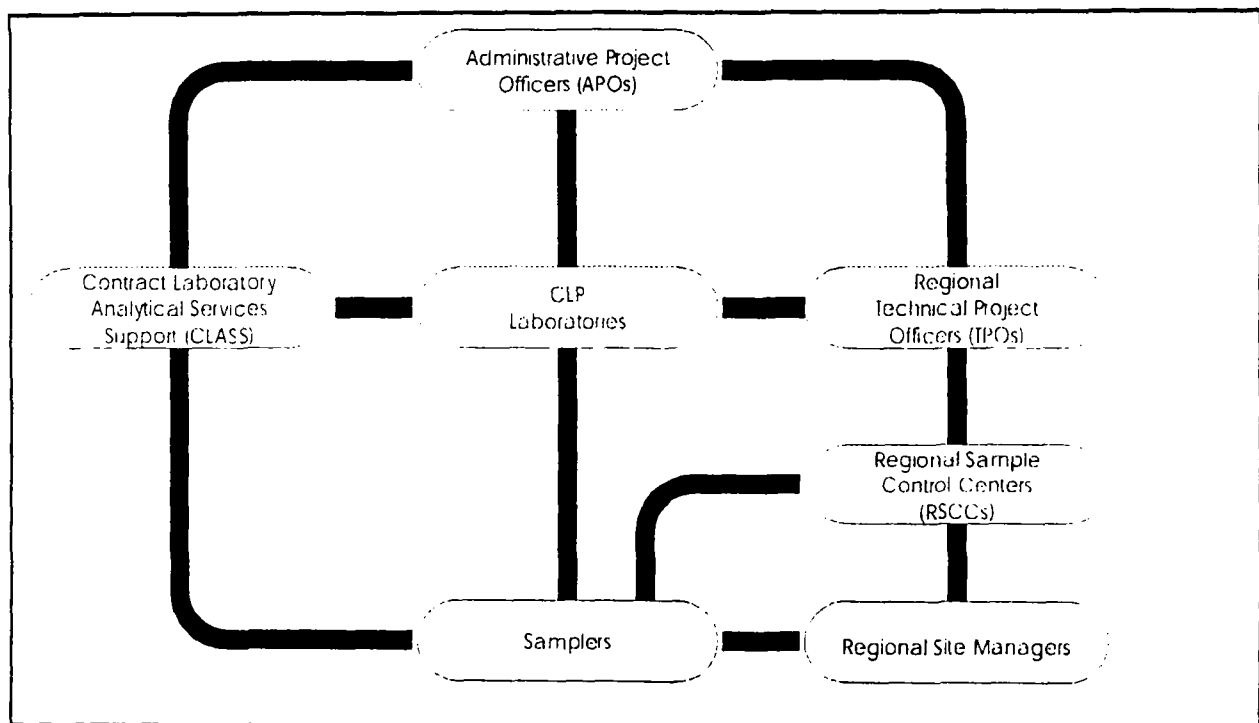 Administrative Project
Officers (APOs)
Contract Laboratory
Analytical Services
Support (CLASS)
CLP
Laboratories
Regional
Technical Project
Officers (TPOs)
Regional Sample
Control Centers
(RSCCs)
Samplers
Regional Site Managers